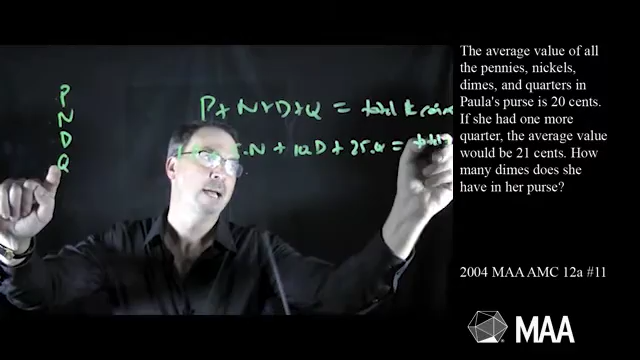 P
N
D
Q
P + N + D + Q = total
.N + 10D + 25.Q =
The average value of all
the pennies, nickels,
dimes, and quarters in
Paula's purse is 20 cents.
If she had one more
quarter, the average value
would be 21 cents. How
many dimes does she
have in her purse?
2004 MAA AMC 12a #11
MAA